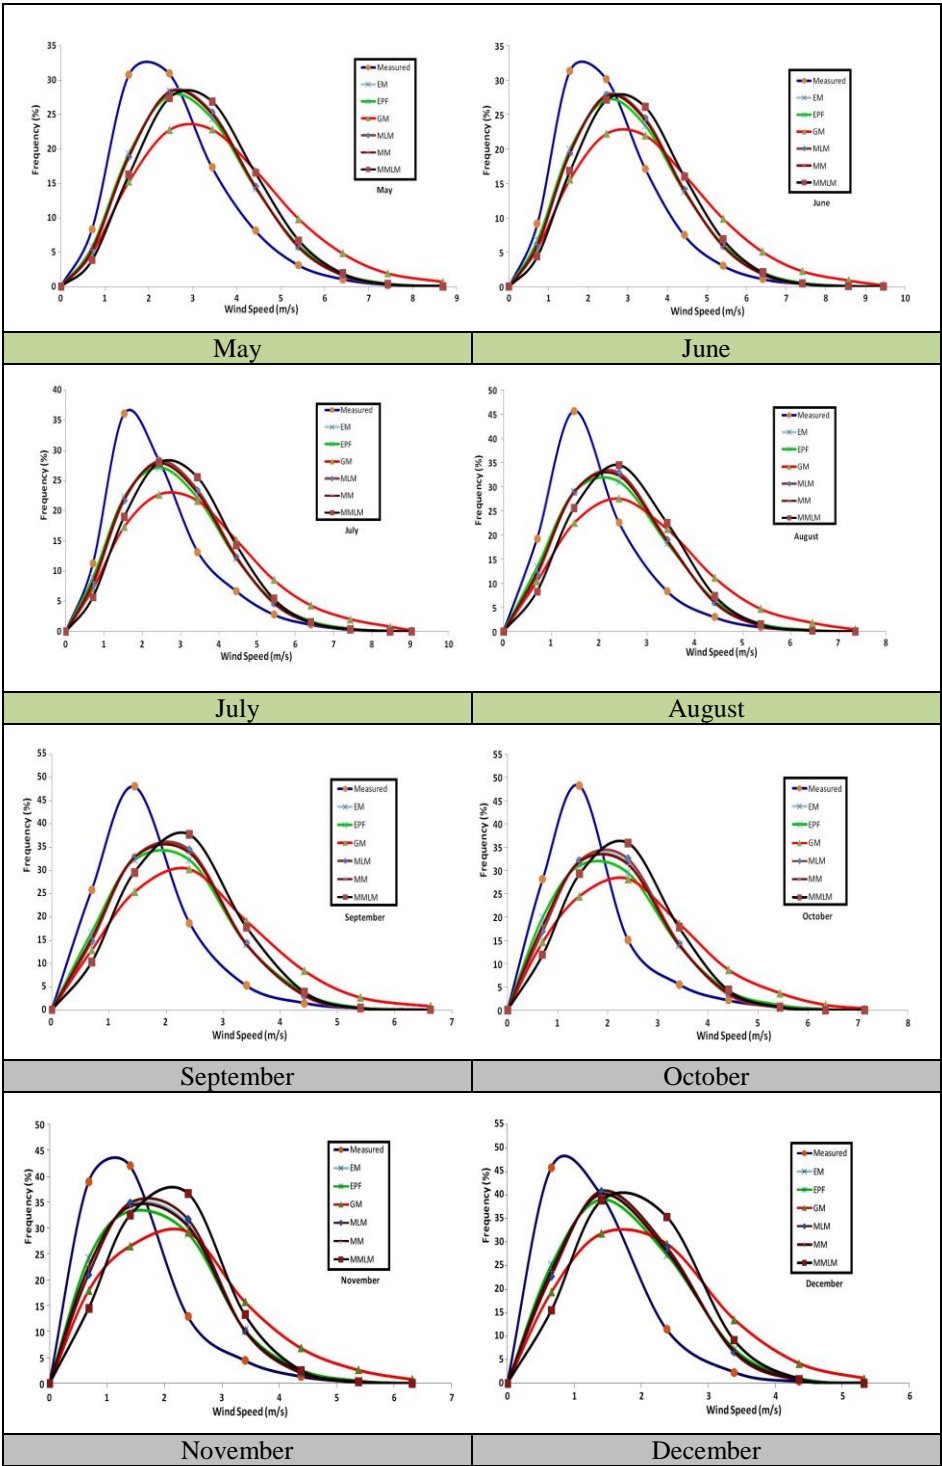 35
30
25
20
15
10
5
0
Frequency (%)
0 1 2 3 4 5 6 7 8 9
Wind Speed (m/s)
Measured
EM
EPF
GM
MLM
MM
MMLM
May
35
30
25
20
15
10
5
0
Frequency (%)
0 1 2 3 4 5 6 7 8 9 10
Wind Speed (m/s)
Measured
EM
EPF
GM
MLM
MM
MMLM
June
May
June
40
35
30
25
20
15
10
5
0
Frequency (%)
0 1 2 3 4 5 6 7 8 9 10
Wind Speed (m/s)
Measured
EM
EPF
GM
MLM
MM
MMLM
July
50
45
40
35
30
25
20
15
10
5
0
Frequency (%)
0 1 2 3 4 5 6 7 8
Wind Speed (m/s)
Measured
EM
EPF
GM
MLM
MM
MMLM
August
July
August
55
50
45
40
35
30
25
20
15
10
5
0
Frequency (%)
0 1 2 3 4 5 6 7
Wind Speed (m/s)
Measured
EM
EPF
GM
MLM
MM
MMLM
September
55
50
45
40
35
30
25
20
15
10
5
0
Frequency (%)
0 1 2 3 4 5 6 7 8
Wind Speed (m/s)
Measured
EM
EPF
GM
MLM
MM
MMLM
October
September
October
50
45
40
35
30
25
20
15
10
5
0
Frequency (%)
0 1 2 3 4 5 6 7
Wind Speed (m/s)
Measured
EM
EPF
GM
MLM
MM
MMLM
November
55
50
45
40
35
30
25
20
15
10
5
0
Frequency (%)
0 1 2 3 4 5 6
Wind Speed (m/s)
Measured
EM
EPF
GM
MLM
MM
MMLM
December
November
December